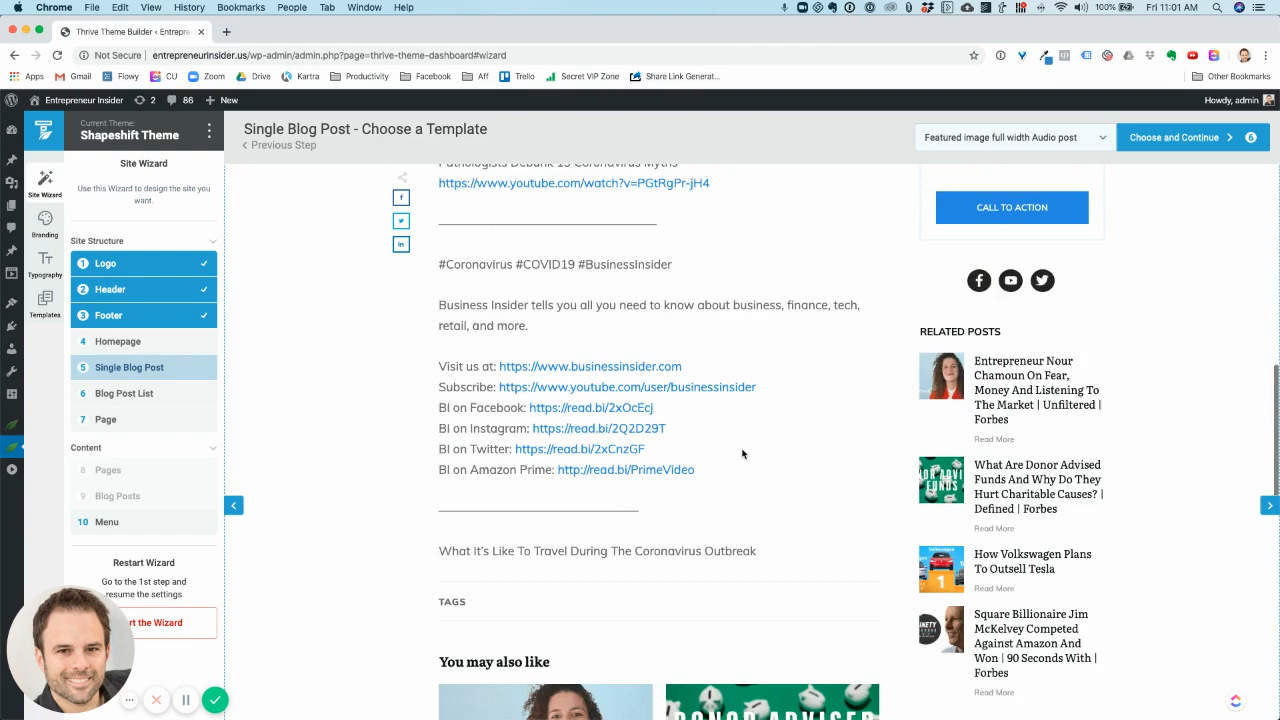 Chrome File Edit View History Bookmarks People Tab Window Help
100% Fri 11:01 AM
Thrive Theme Builder ‹ Entrepre
Not Secure entrepreneurinsider.us/wp-admin/admin.php?page=thrive-theme-dashboard#wizard
Apps Gmail Flowy CU Zoom Drive Kartra Productivity Facebook Aff Trello Secret VIP Zone Share Link Generat... Other Bookmarks
Entrepreneur Insider 2 86 New Howdy, admin
Current Theme:
Shapeshift Theme
Single Blog Post - Choose a Template
Previous Step
Featured image full width Audio post
Choose and Continue 6
Site Wizard
Use this Wizard to design the site you
want.
Site Wizard
Branding
Typography
Templates
Site Structure
1 Logo
2 Header
3 Footer
4 Homepage
5 Single Blog Post
6 Blog Post List
7 Page
Content
8 Pages
9 Blog Posts
10 Menu
Restart Wizard
Go to the 1st step and
resume the settings
the Wizard
Pathologists Debunk 13 Coronavirus Myths
https://www.youtube.com/watch?v=PGtRgPr-jH4
#Coronavirus #COVID19 #BusinessInsider
Business Insider tells you all you need to know about business, finance, tech,
retail, and more.
Visit us at: https://www.businessinsider.com
Subscribe: https://www.youtube.com/user/businessinsider
BI on Facebook: https://read.bi/2xOcEcj
BI on Instagram: https://read.bi/2Q2D29T
BI on Twitter: https://read.bi/2xCnzGF
BI on Amazon Prime: http://read.bi/PrimeVideo
What It's Like To Travel During The Coronavirus Outbreak
TAGS
You may also like
DONOR ADVISED
CALL TO ACTION
RELATED POSTS
Entrepreneur Nour
Chamoun On Fear,
Money And Listening To
The Market | Unfiltered |
Forbes
Read More
What Are Donor Advised
Funds And Why Do They
Hurt Charitable Causes? |
Defined | Forbes
Read More
How Volkswagen Plans
To Outsell Tesla
Read More
Square Billionaire Jim
McKelvey Competed
Against Amazon And
Won | 90 Seconds With |
Forbes
Read More